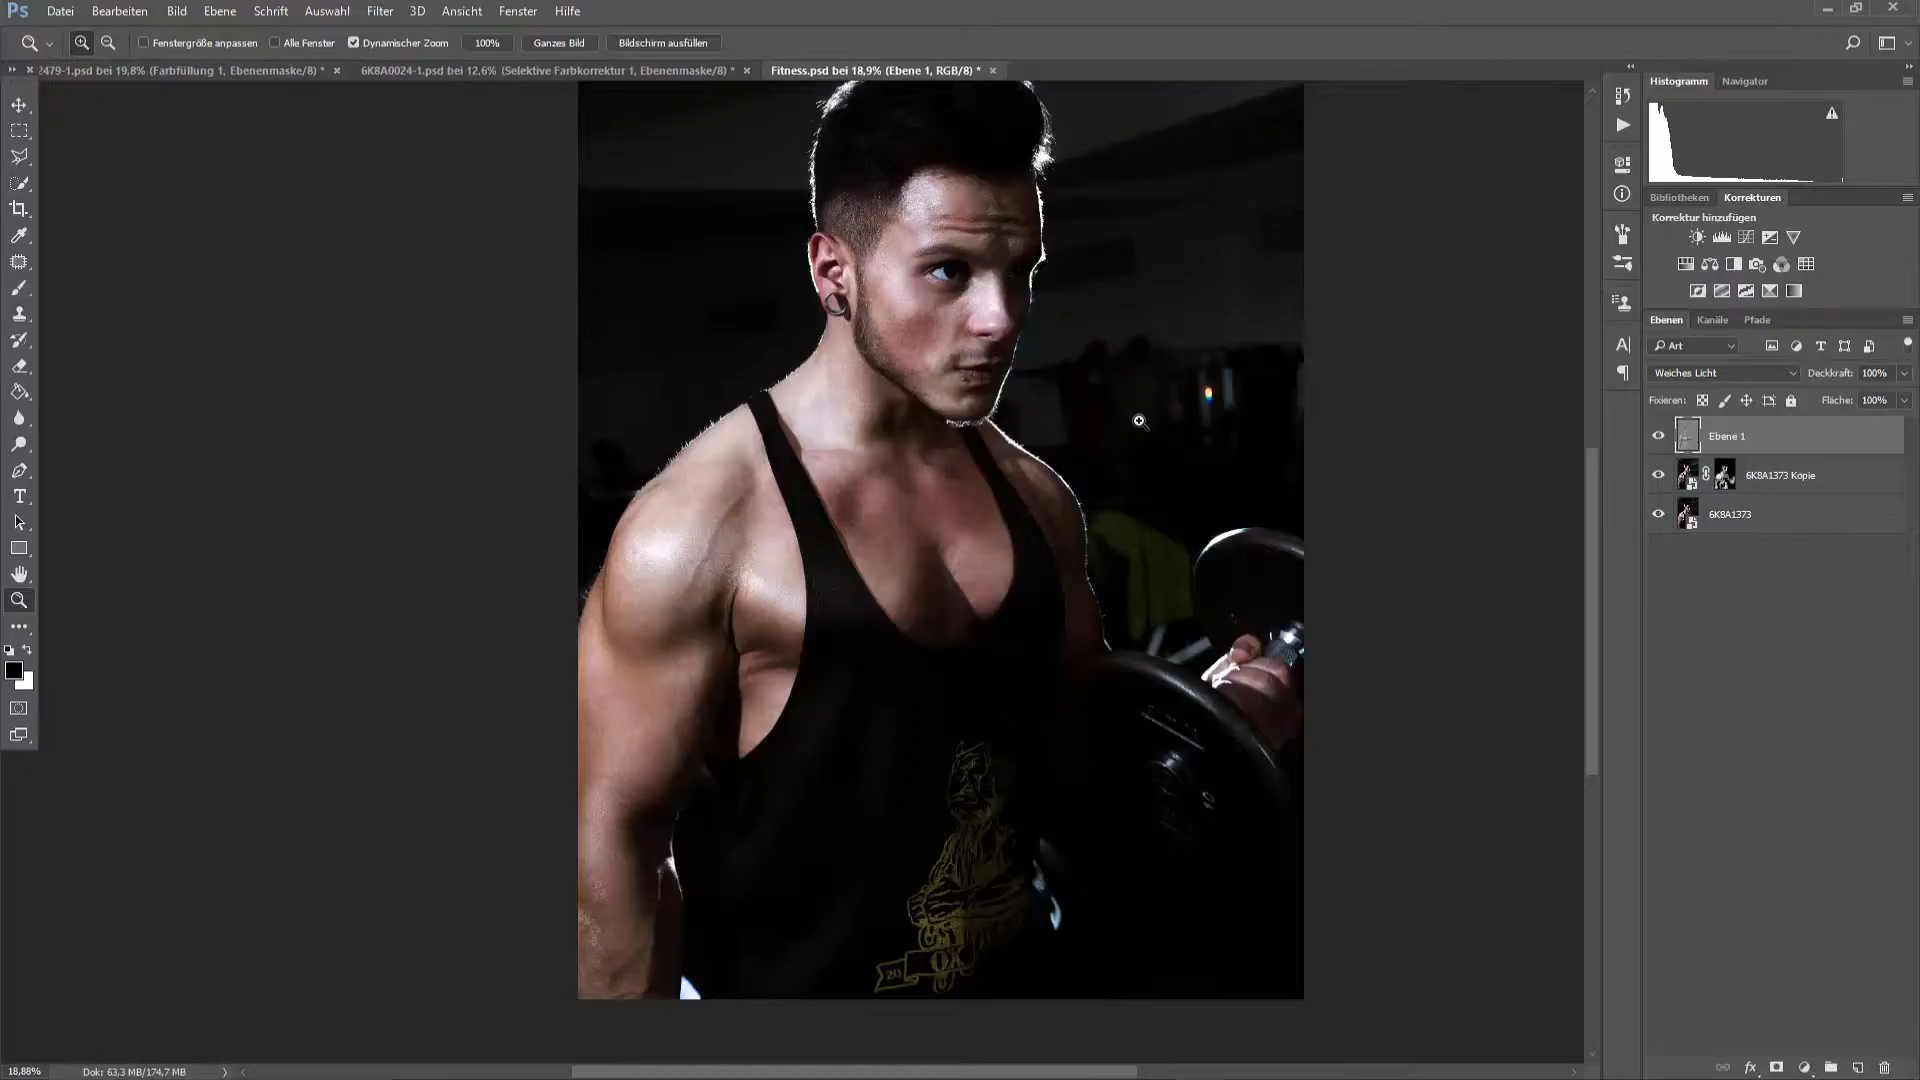 Ps Datei Bearbeiten Bild Ebene Schrift Auswahl Filter 3D Ansicht Fenster Hilfe
Fenstergröße anpassen Alle Fenster Dynamischer Zoom 100% Ganzes Bild Bildschirm ausfüllen
2479-1.psd bei 19,8% (Farbfüllung 1, Ebenenmaske/8) * 6K8A0024-1.psd bei 12,6% (Selektive Farbkorrektur 1, Ebenenmaske/8) * Fitness.psd bei 18,9% (Ebene 1, RGB/8) *
Histogramm Navigator
Bibliotheken Korrekturen
Korrektur hinzufügen
Ebenen Kanäle Pfade
Art
Weiches Licht Deckkraft: 100%
Fixieren: Fläche: 100%
Ebene 1
6K8A1373 Kopie
6K8A1373
20 OX
18,88% Dok: 63,3 MB/174,7 MB